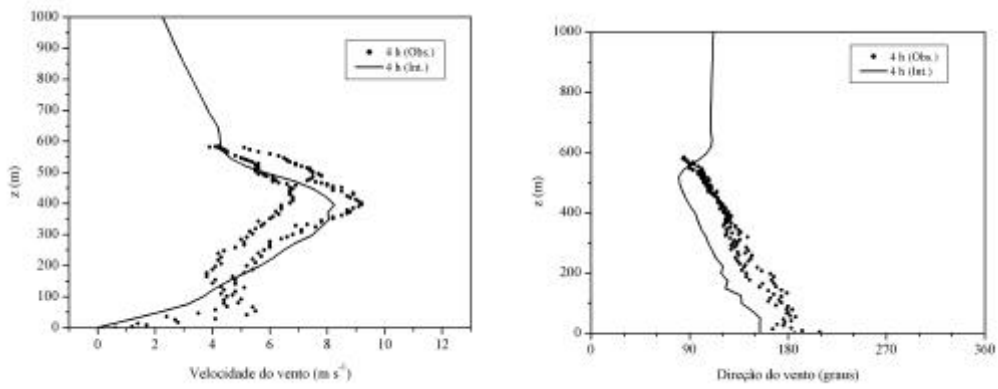 1000
900
800
700
600
500
400
300
200
100
0
z (m)
4 h (Obs.)
4 h (Int.)
0 2 4 6 8 10 12
Velocidade do vento (m s⁻¹)
1000
800
600
400
200
0
z (m)
4 h (Obs.)
4 h (Int.)
0 90 180 270 360
Direção do vento (graus)